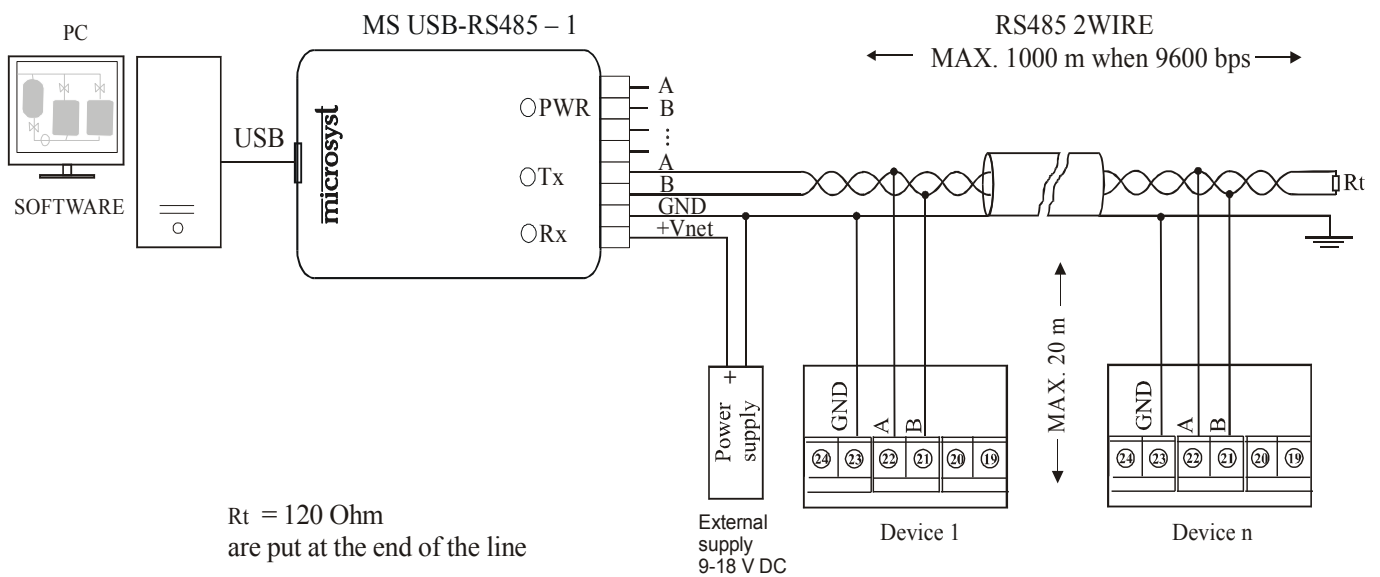 PC
SOFTWARE
USB
MS USB-RS485 – 1
microsyst
PWR
Tx
Rx
A
B
⋮
A
B
GND
+Vnet
RS485 2WIRE
MAX. 1000 m when 9600 bps
Rt
MAX. 20 m
+
Power
supply
External
supply
9-18 V DC
GND
A
B
24 23 22 21 20 19
Device 1
GND
A
B
24 23 22 21 20 19
Device n
Rt = 120 Ohm
are put at the end of the line